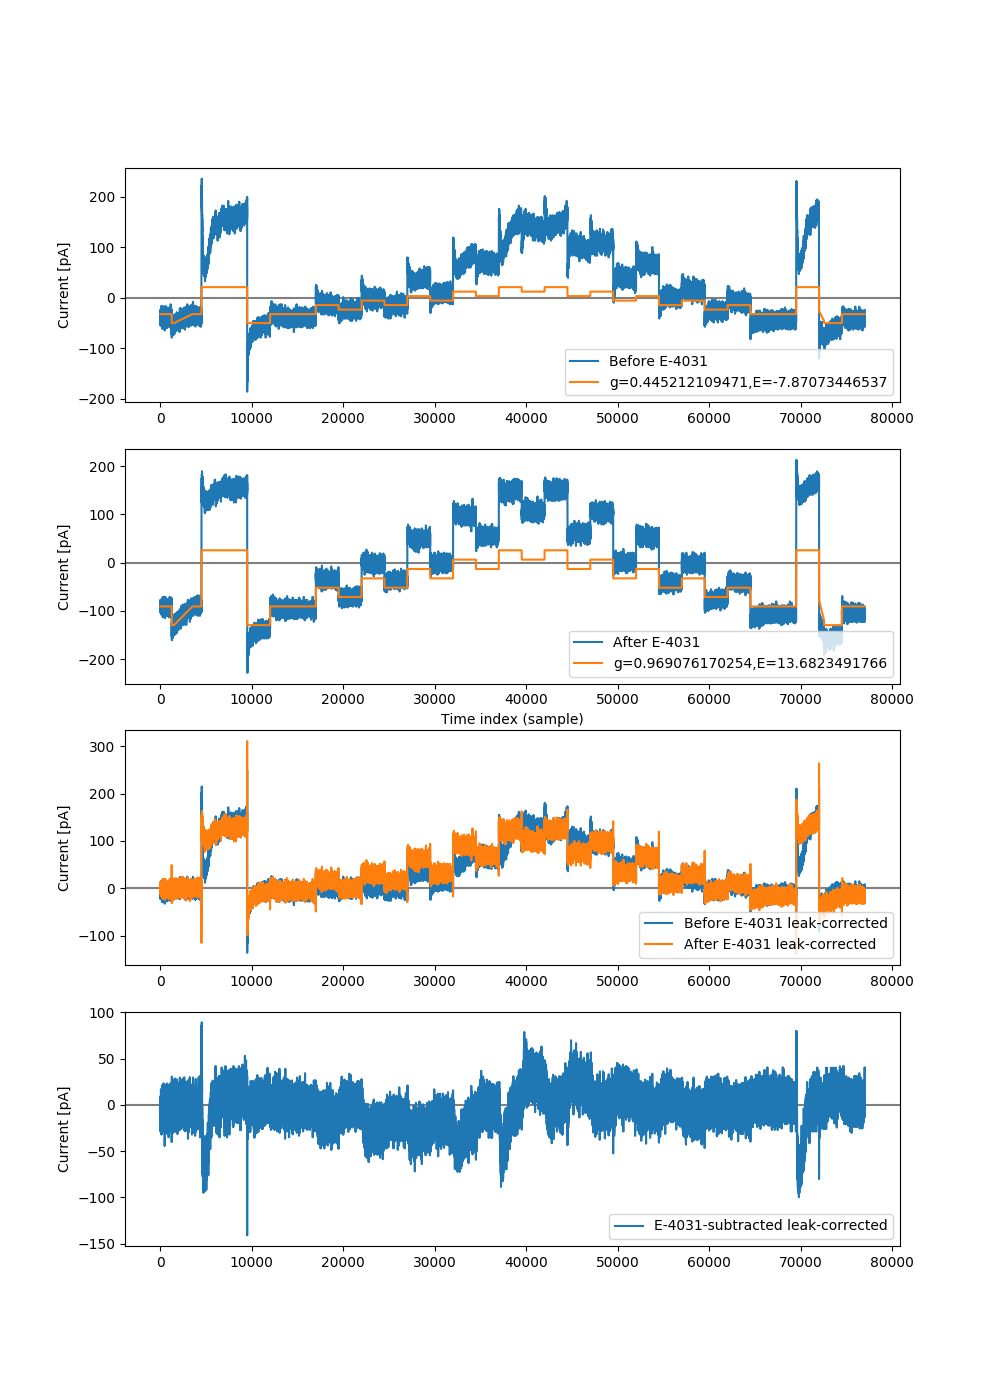 200
100
0
−100
−200
Current [pA]
Before E-4031
g=0.445212109471,E=-7.87073446537
0 10000 20000 30000 40000 50000 60000 70000 80000
200
100
0
−100
−200
Current [pA]
After E-4031
g=0.969076170254,E=13.6823491766
0 10000 20000 30000 40000 50000 60000 70000 80000
Time index (sample)
300
200
100
0
−100
Current [pA]
Before E-4031 leak-corrected
After E-4031 leak-corrected
0 10000 20000 30000 40000 50000 60000 70000 80000
100
50
0
−50
−100
−150
Current [pA]
E-4031-subtracted leak-corrected
0 10000 20000 30000 40000 50000 60000 70000 80000